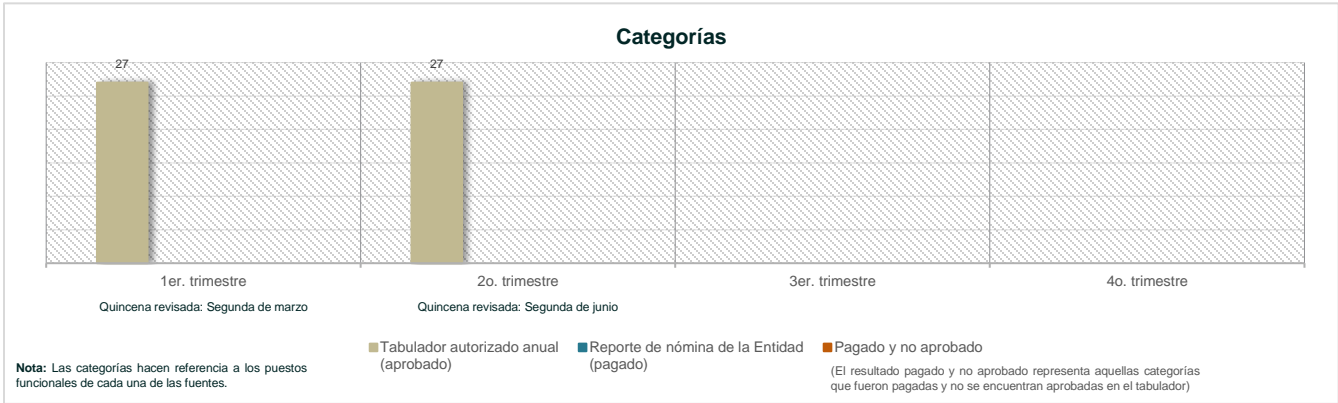 Categorías
27
27
1er. trimestre
2o. trimestre
3er. trimestre
4o. trimestre
Quincena revisada: Segunda de marzo
Quincena revisada: Segunda de junio
Tabulador autorizado anual
(aprobado)
Reporte de nómina de la Entidad
(pagado)
Pagado y no aprobado
(El resultado pagado y no aprobado representa aquellas categorías
que fueron pagadas y no se encuentran aprobadas en el tabulador)
Nota: Las categorías hacen referencia a los puestos
funcionales de cada una de las fuentes.